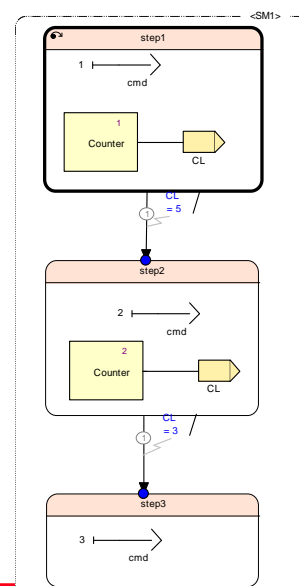 <SM1>
step1
1
cmd
1
Counter
CL
CL
= 5
1
step2
2
cmd
2
Counter
CL
CL
= 3
1
step3
3
cmd